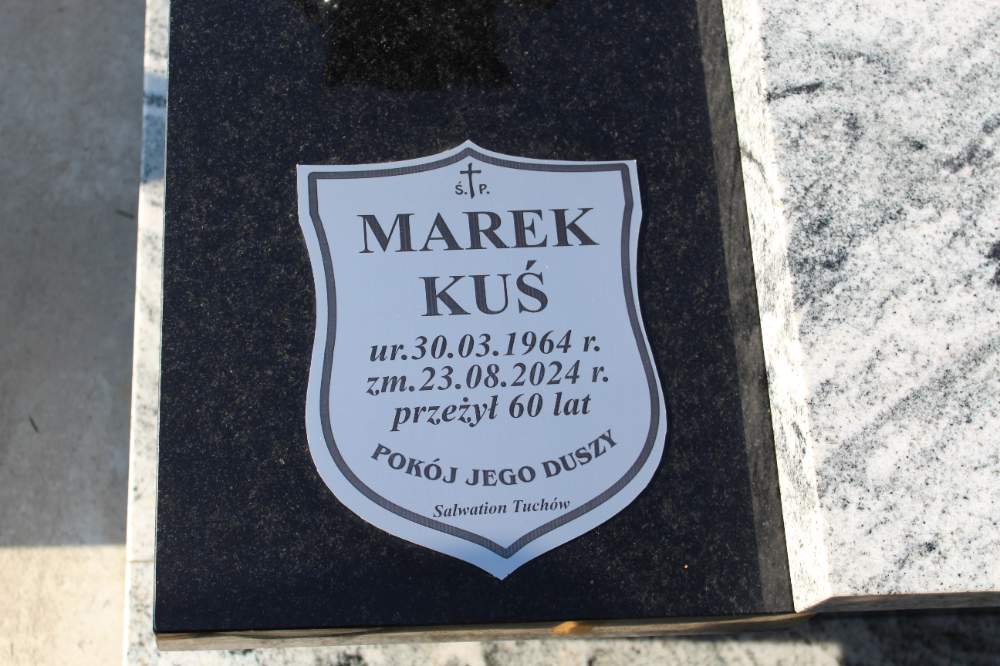 Ś. P.
MAREK
KUŚ
ur.30.03.1964 r.
zm.23.08.2024 r.
przeżył 60 lat
POKÓJ JEGO DUSZY
Salwation Tuchów